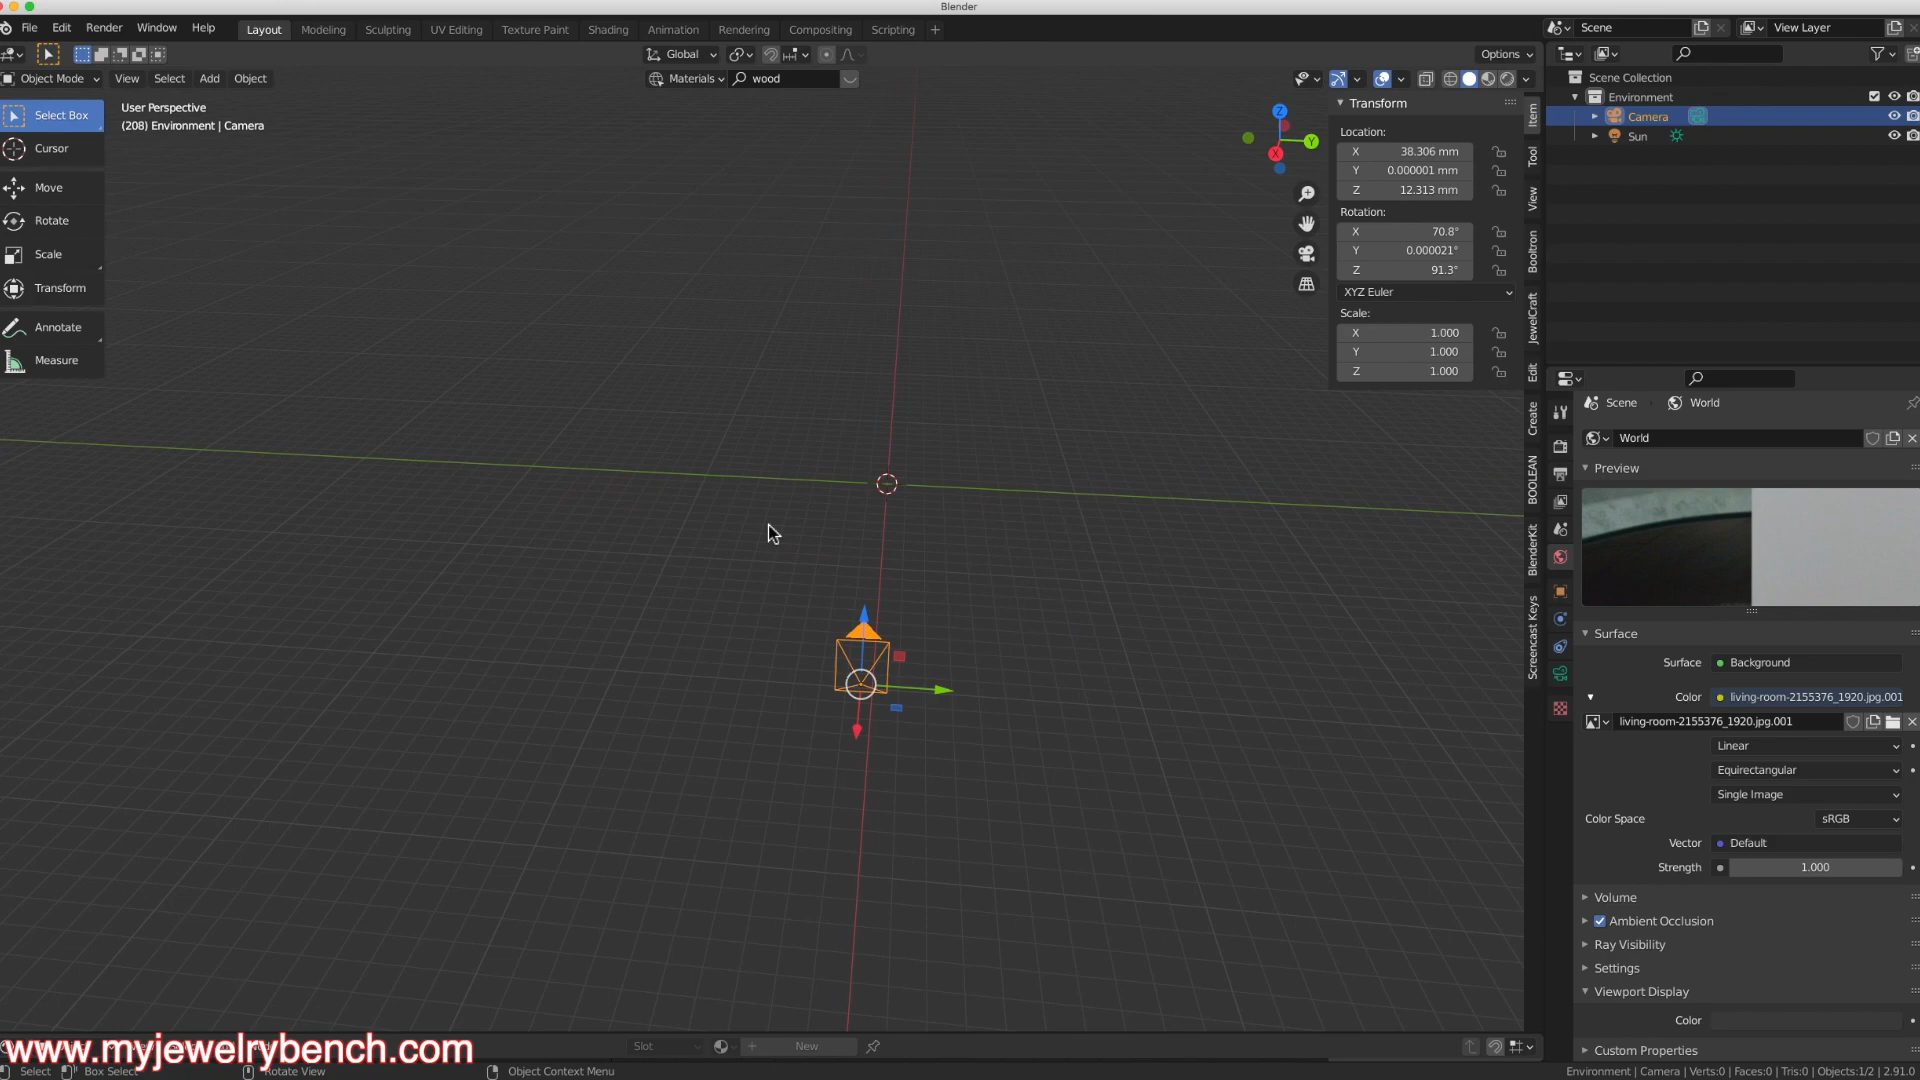 Blender
File Edit Render Window Help Layout Modeling Sculpting UV Editing Texture Paint Shading Animation Rendering Compositing Scripting + Scene View Layer
Global Options
Object Mode View Select Add Object Materials wood
Select Box
Cursor
Move
Rotate
Scale
Transform
Annotate
Measure
User Perspective
(208) Environment | Camera
Z
Y
X
Transform
Location:
X 38.306 mm
Y 0.000001 mm
Z 12.313 mm
Rotation:
X 70.8°
Y 0.000021°
Z 91.3°
XYZ Euler
Scale:
X 1.000
Y 1.000
Z 1.000
Item
Tool
View
Booltron
JewelCraft
Edit
Create
BOOLEAN
BlenderKit
Screencast Keys
Scene Collection
Environment
Camera
Sun
Scene World
World
Preview
Surface
Surface Background
Color living-room-2155376_1920.jpg.001
living-room-2155376_1920.jpg.001
Linear
Equirectangular
Single Image
Color Space sRGB
Vector Default
Strength 1.000
Volume
Ambient Occlusion
Ray Visibility
Settings
Viewport Display
Color
Custom Properties
Slot New
www.myjewelrybench.com
Select Box Select Rotate View Object Context Menu
Environment | Camera | Verts:0 | Faces:0 | Tris:0 | Objects:1/2 | 2.91.0